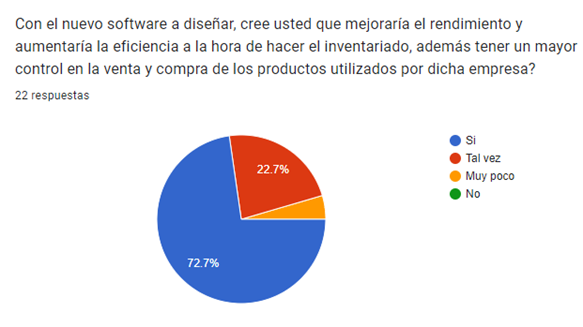 Con el nuevo software a diseñar, cree usted que mejoraría el rendimiento y
aumentaría la eficiencia a la hora de hacer el inventariado, además tener un mayor
control en la venta y compra de los productos utilizados por dicha empresa?
22 respuestas
Si
Tal vez
Muy poco
No
22.7%
72.7%